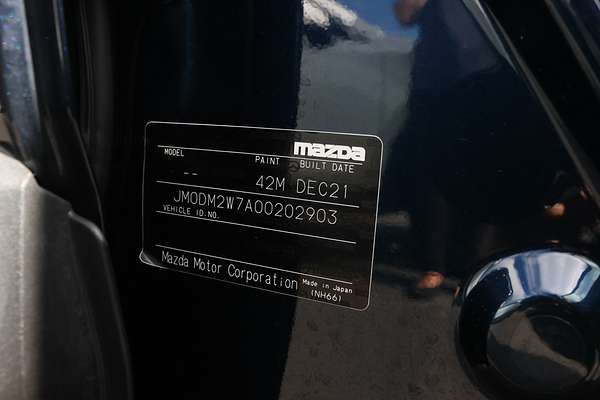 mazda
MODEL PAINT BUILT DATE
-- 42M DEC21
JM0DM2W7A00202903
VEHICLE ID.NO.
Mazda Motor Corporation Made in Japan
(NH66)